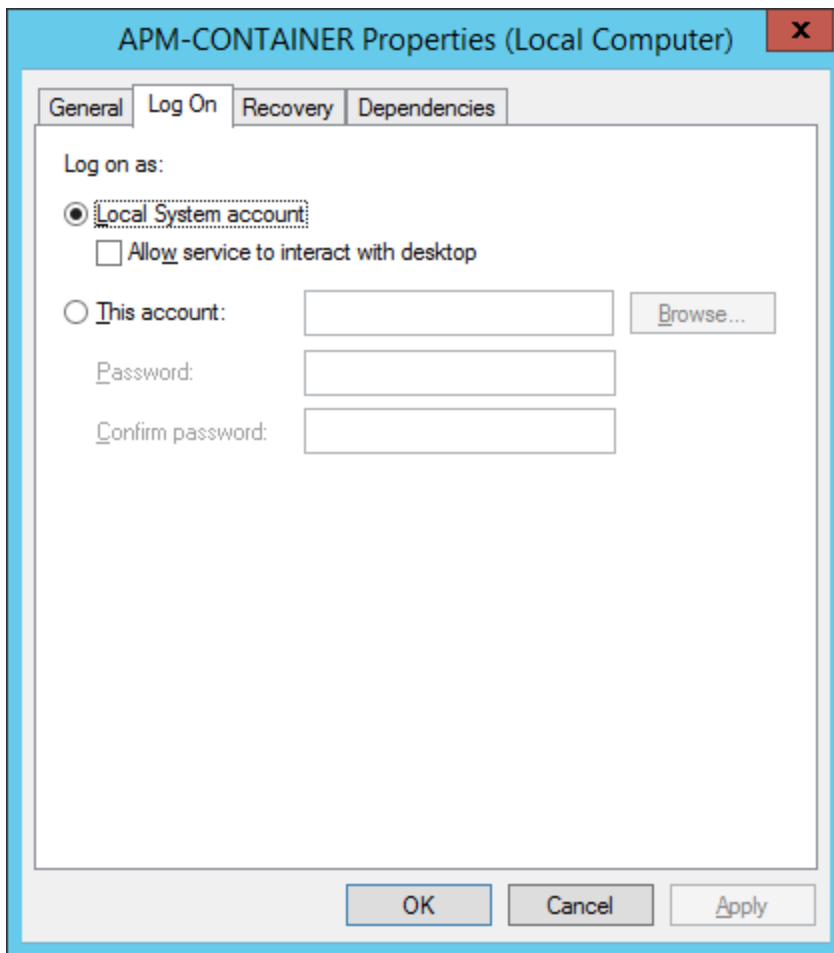 APM-CONTAINER Properties (Local Computer)
x
General Log On Recovery Dependencies
Log on as:
Local System account
Allow service to interact with desktop
This account:
Browse...
Password:
Confirm password:
OK Cancel Apply